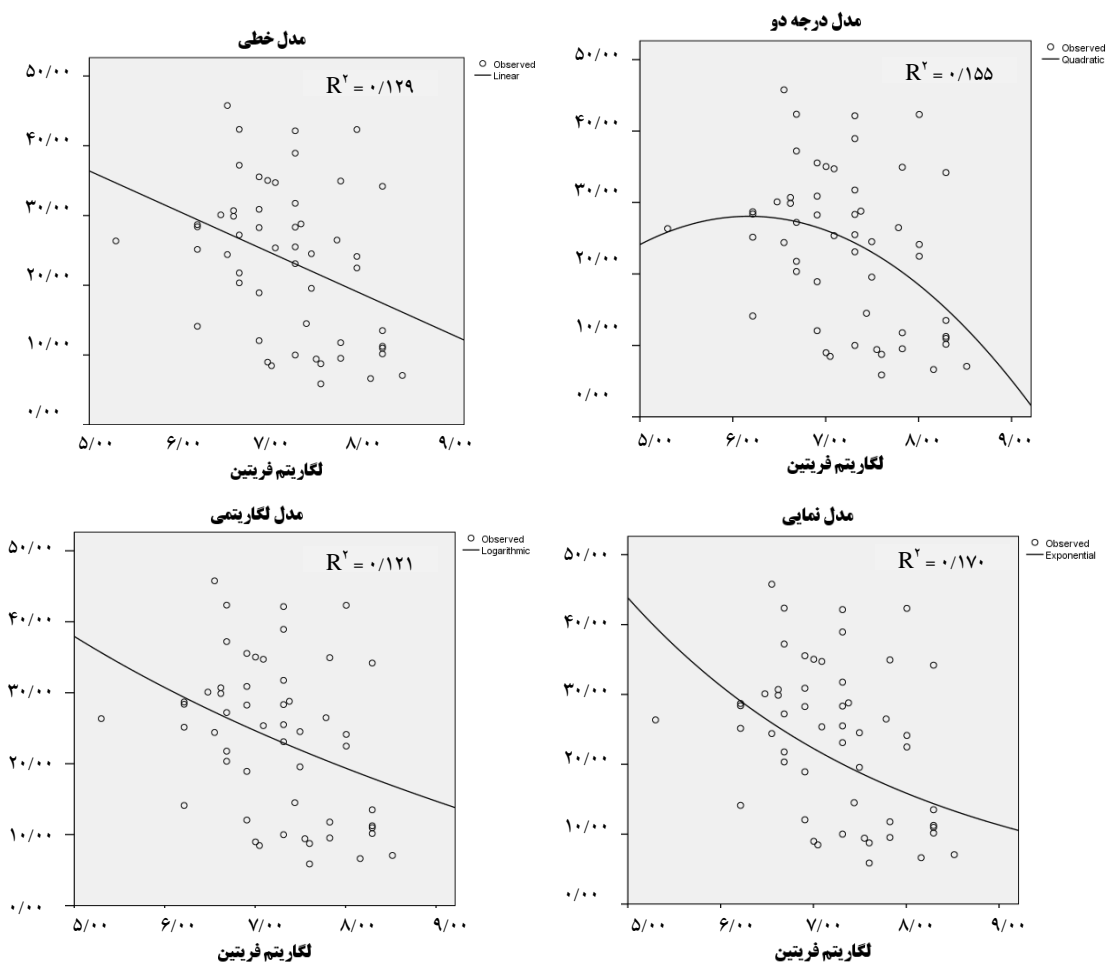 مدل خطی
Observed
Linear
R² = ۰/۱۲۹
۵۰/۰۰
۴۰/۰۰
۳۰/۰۰
۲۰/۰۰
۱۰/۰۰
۰/۰۰
۵/۰۰ ۶/۰۰ ۷/۰۰ ۸/۰۰ ۹/۰۰
لگاریتم فریتین
مدل درجه دو
Observed
Quadratic
R² = ۰/۱۵۵
۵۰/۰۰
۴۰/۰۰
۳۰/۰۰
۲۰/۰۰
۱۰/۰۰
۰/۰۰
۵/۰۰ ۶/۰۰ ۷/۰۰ ۸/۰۰ ۹/۰۰
لگاریتم فریتین
مدل لگاریتمی
Observed
Logarithmic
R² = ۰/۱۲۱
۵۰/۰۰
۴۰/۰۰
۳۰/۰۰
۲۰/۰۰
۱۰/۰۰
۰/۰۰
۵/۰۰ ۶/۰۰ ۷/۰۰ ۸/۰۰ ۹/۰۰
لگاریتم فریتین
مدل نمایی
Observed
Exponential
R² = ۰/۱۷۰
۵۰/۰۰
۴۰/۰۰
۳۰/۰۰
۲۰/۰۰
۱۰/۰۰
۰/۰۰
۵/۰۰ ۶/۰۰ ۷/۰۰ ۸/۰۰ ۹/۰۰
لگاریتم فریتین